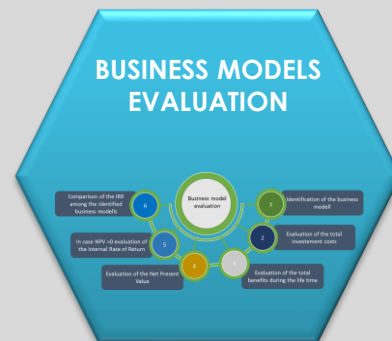 BUSINESS MODELS
EVALUATION
Business model
evaluation
1
Identification of the business
modell
2
Evaluation of the total
investement costs
3
Evaluation of the total
benefits during the life time
4
Evaluation of the Net Present
Value
5
In case NPV >0 evaluation of
the Internal Rate of Return
6
Comparison of the IRR
among the identified
business modells